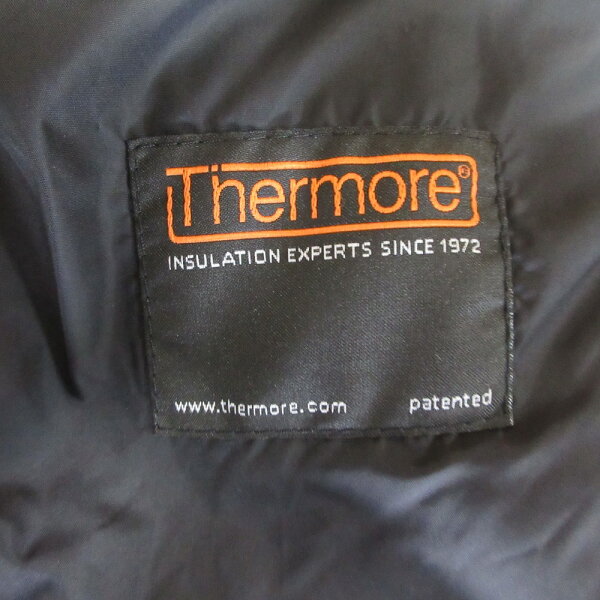 Thermore®
INSULATION EXPERTS SINCE 1972
www.thermore.com patented